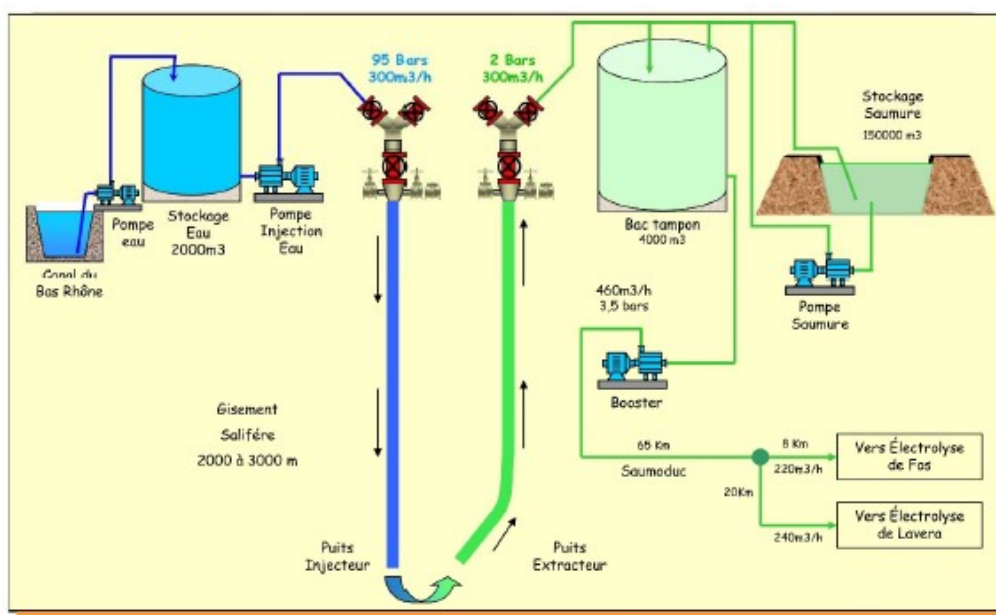 95 Bars
300m3/h
2 Bars
300m3/h
Stockage
Saumure
150000 m3
Pompe
eau
Stockage
Eau
2000m3
Pompe
Injection
Eau
Canal du
Bas Rhône
Bac tampon
4000 m3
Pompe
Saumure
460m3/h
3,5 bars
Booster
Gisement
Salifére
2000 à 3000 m
65 Km
Saumoduc
8 Km
220m3/h
Vers Électrolyse
de Fos
20Km
240m3/h
Vers Électrolyse
de Lavera
Puits
Injecteur
Puits
Extracteur